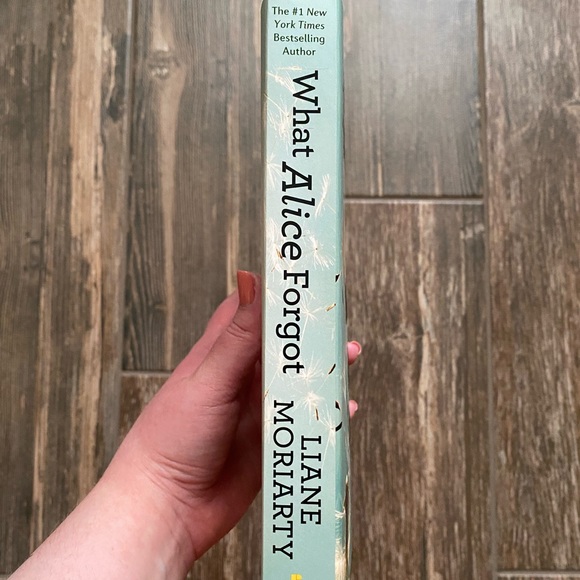 The #1 New
York Times
Bestselling
Author
What Alice Forgot
LIANE
MORIARTY